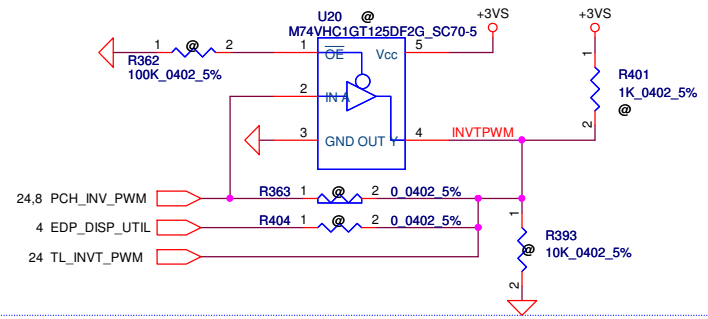 U20 @
M74VHC1GT125DF2G_SC70-5
+3VS
+3VS
1 @ 2
R362
100K_0402_5%
1 OE Vcc 5
2 IN A
3 GND OUT Y 4
INVTPWM
1
R401
1K_0402_5%
@
2
24,8 PCH_INV_PWM
R363 1 @ 2 0_0402_5%
4 EDP_DISP_UTIL
R404 1 @ 2 0_0402_5%
24 TL_INVT_PWM
1
R393
@
10K_0402_5%
2